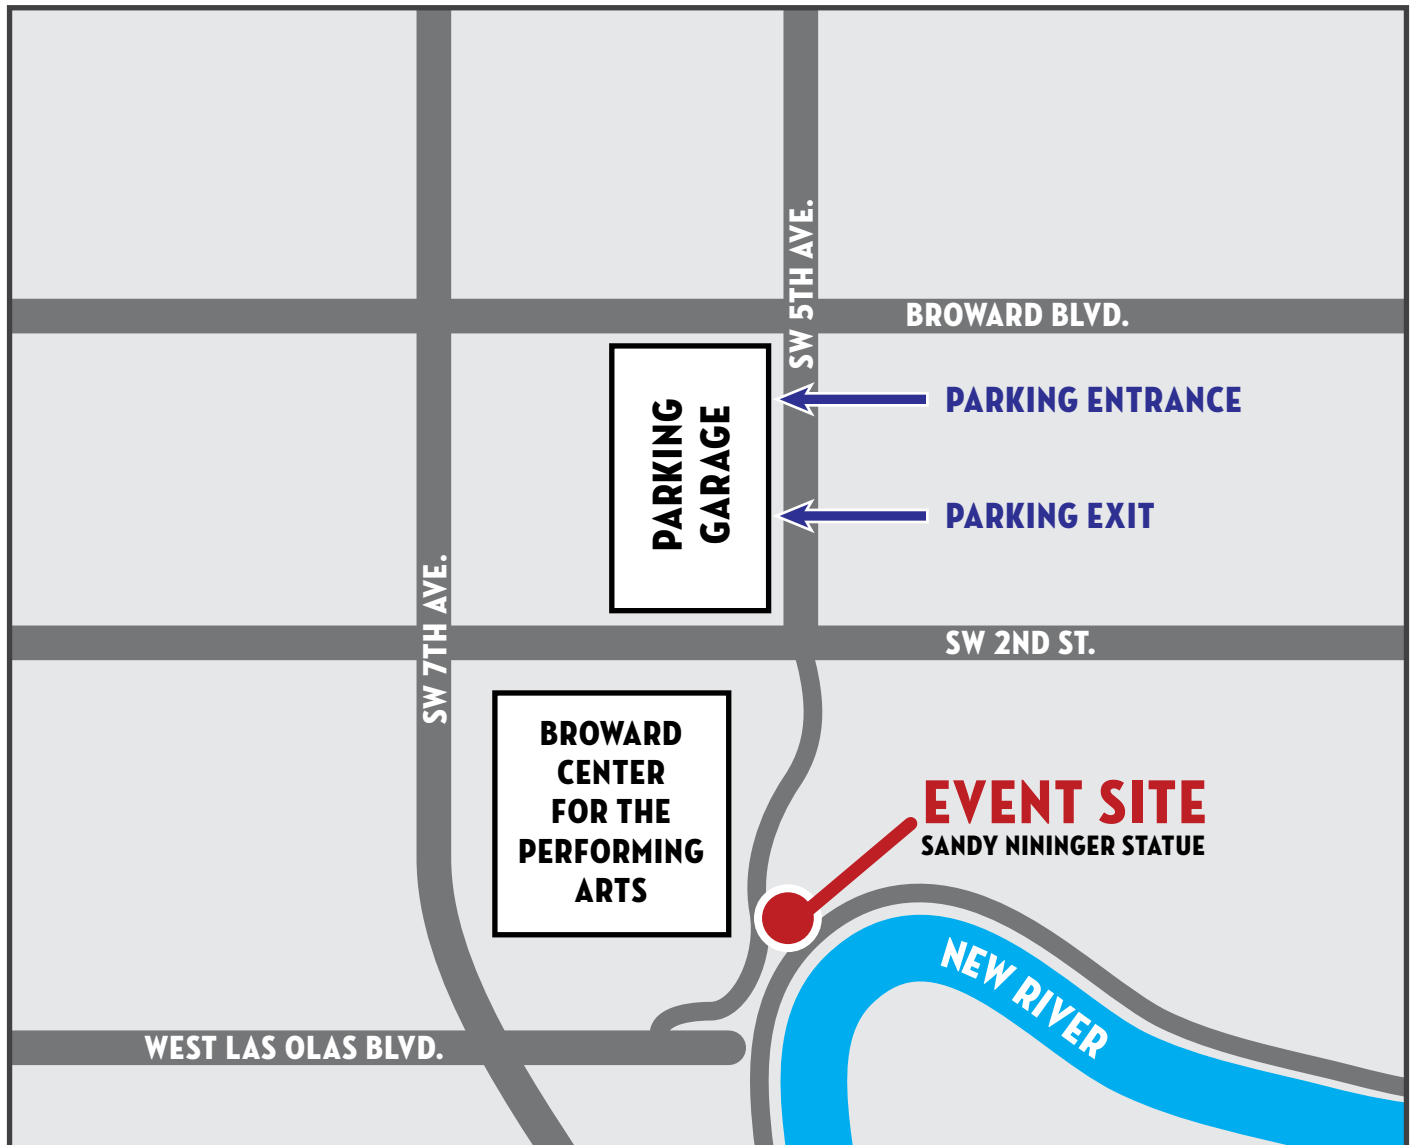 SW 5TH AVE.
BROWARD BLVD.
PARKING ENTRANCE
PARKING
GARAGE
PARKING EXIT
SW 7TH AVE.
SW 2ND ST.
BROWARD
CENTER
FOR THE
PERFORMING
ARTS
EVENT SITE
SANDY NININGER STATUE
NEW RIVER
WEST LAS OLAS BLVD.